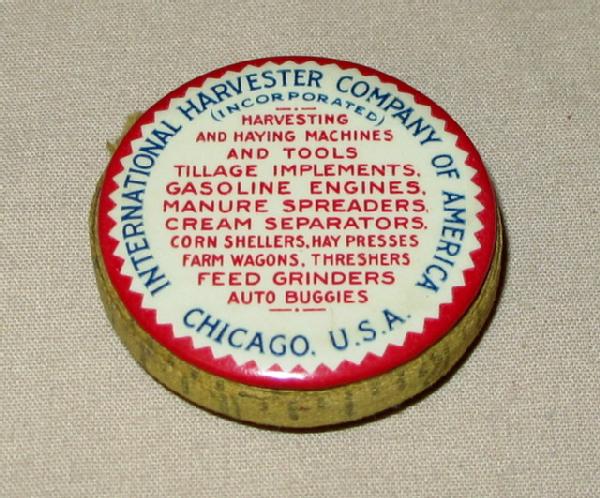 INTERNATIONAL HARVESTER COMPANY OF AMERICA
(INCORPORATED)
HARVESTING
AND HAYING MACHINES
AND TOOLS
TILLAGE IMPLEMENTS,
GASOLINE ENGINES,
MANURE SPREADERS,
CREAM SEPARATORS.
CORN SHELLERS, HAY PRESSES
FARM WAGONS, THRESHERS
FEED GRINDERS
AUTO BUGGIES
CHICAGO. U.S.A.